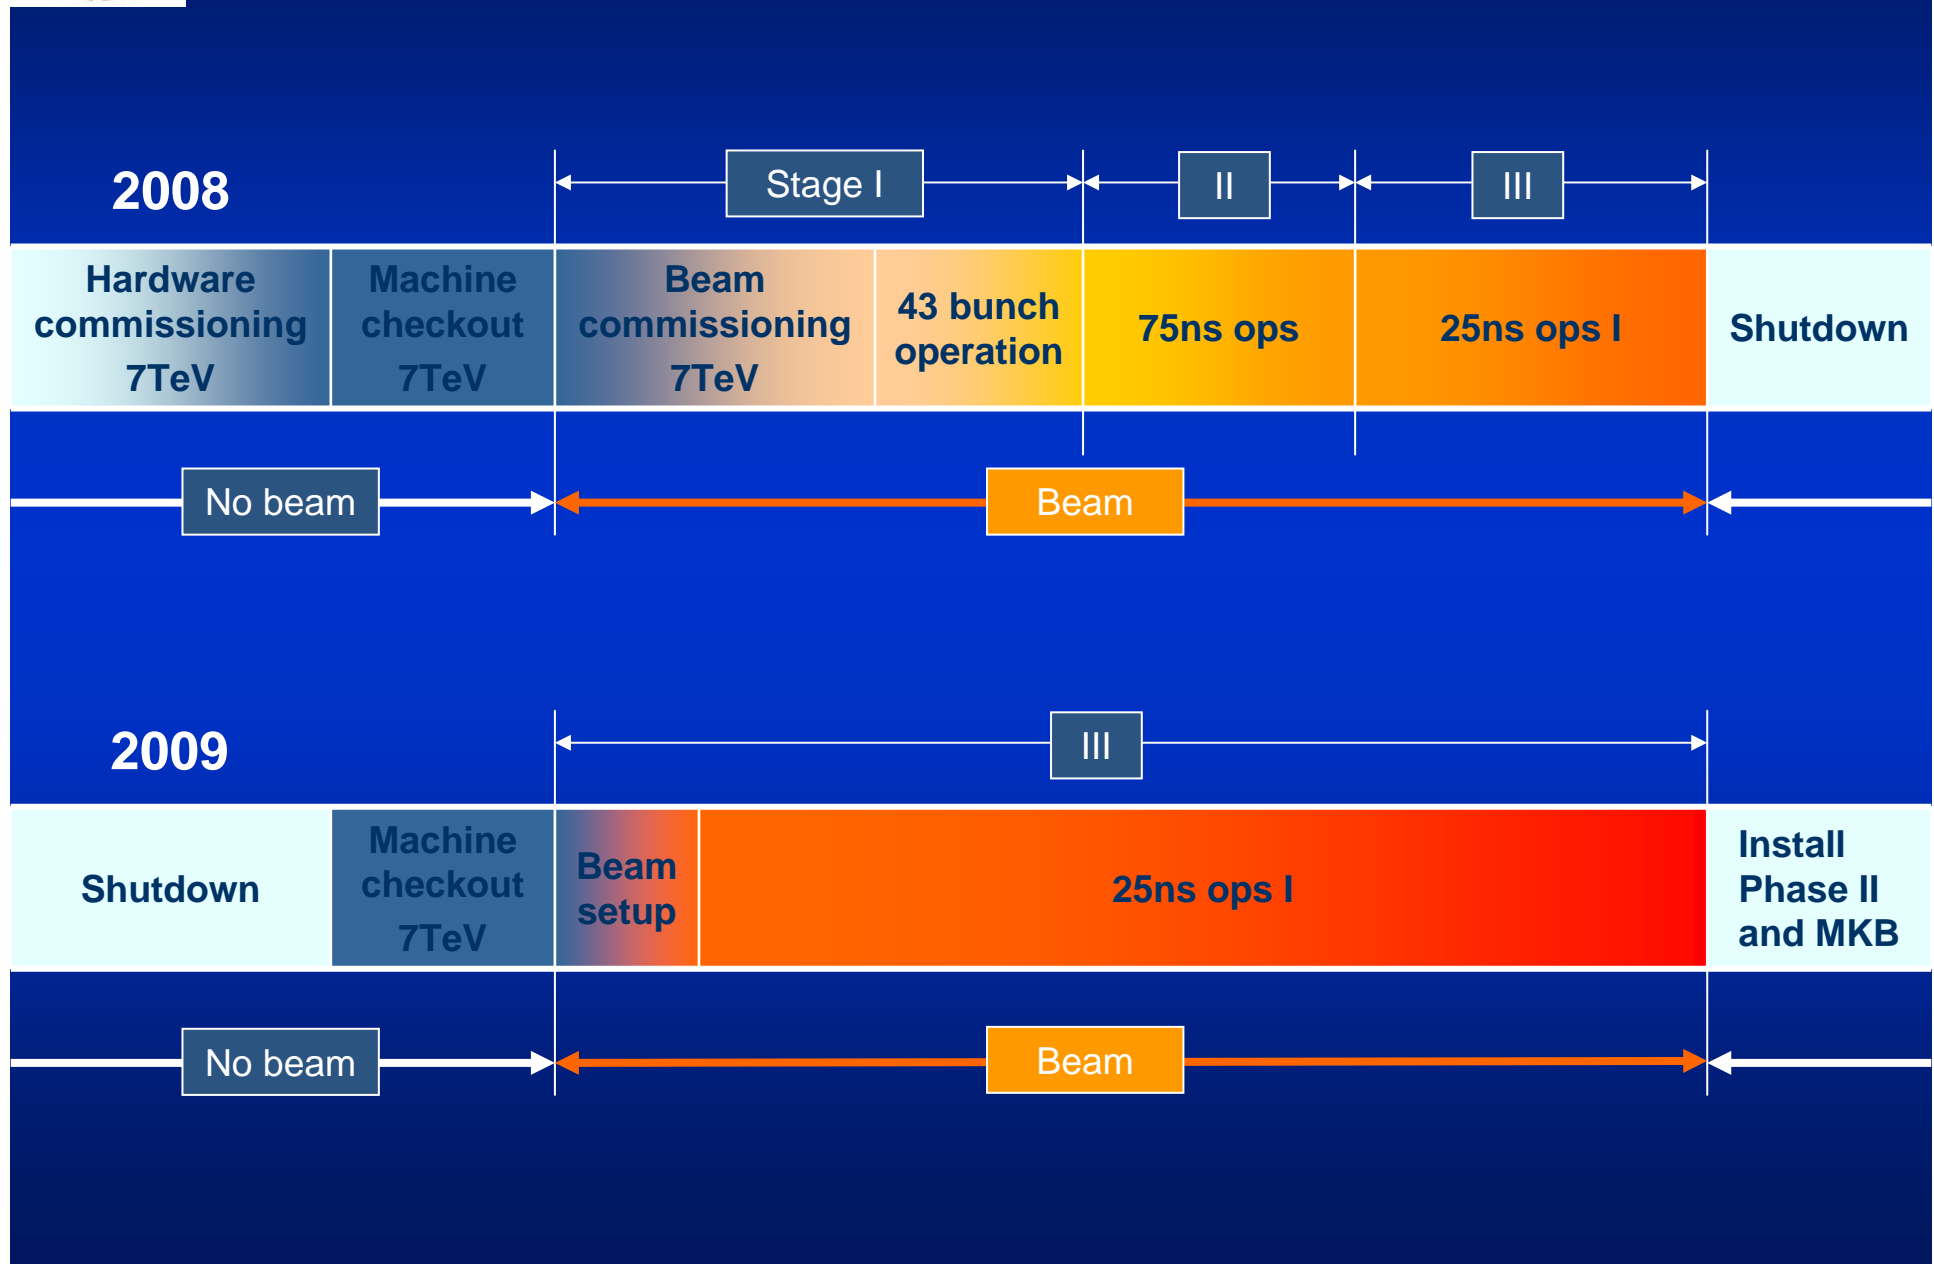 2008
Stage I
II
III
Hardware
commissioning
7TeV
Machine
checkout
7TeV
Beam
commissioning
7TeV
43 bunch
operation
75ns ops
25ns ops I
Shutdown
No beam
Beam
2009
III
Shutdown
Machine
checkout
7TeV
Beam
setup
25ns ops I
Install
Phase II
and MKB
No beam
Beam